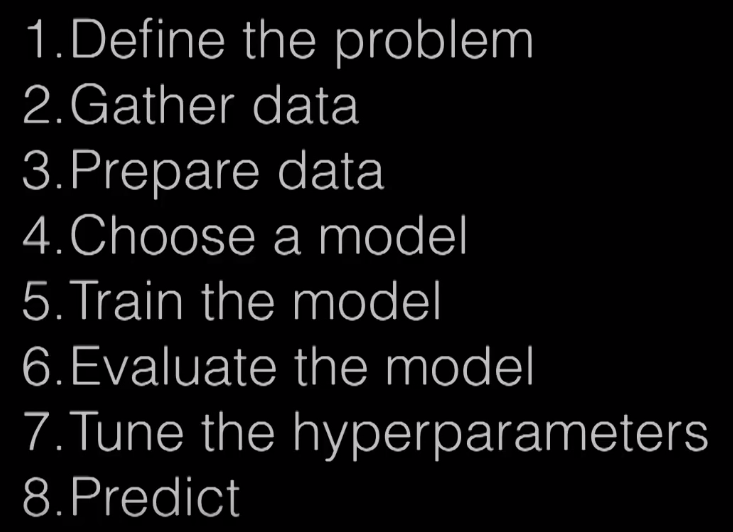 1.Define the problem
2.Gather data
3.Prepare data
4.Choose a model
5.Train the model
6.Evaluate the model
7.Tune the hyperparameters
8.Predict